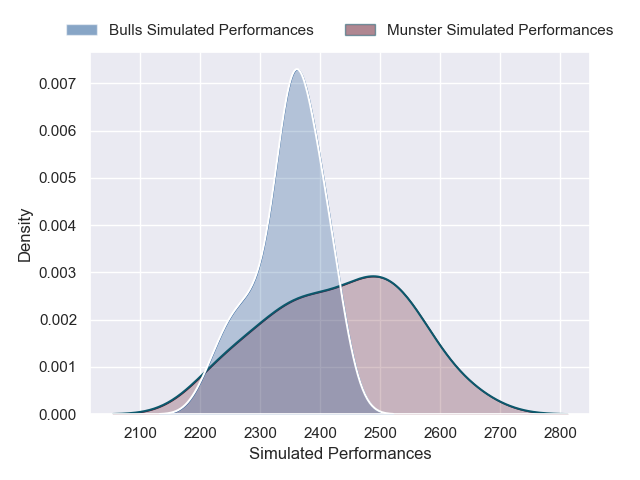 Bulls Simulated Performances Munster Simulated Performances
0.007
0.006
0.005
0.004
0.003
0.002
0.001
0.000
Density
2100 2200 2300 2400 2500 2600 2700 2800
Simulated Performances